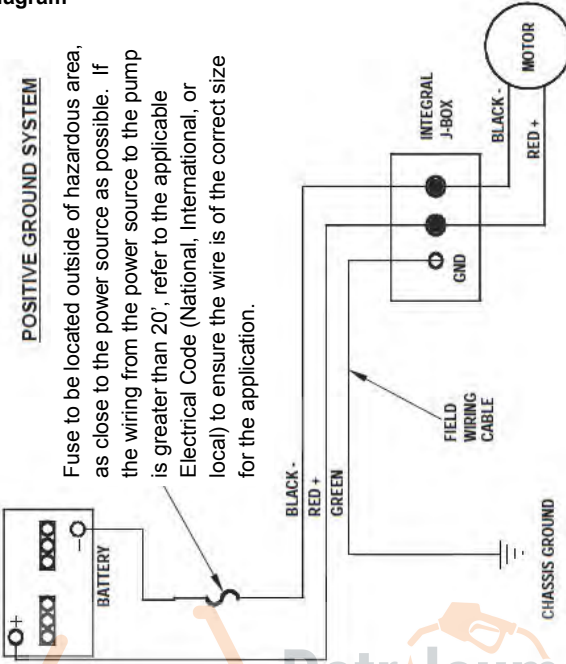 POSITIVE GROUND SYSTEM
Fuse to be located outside of hazardous area,
as close to the power source as possible. If
the wiring from the power source to the pump
is greater than 20’, refer to the applicable
Electrical Code (National, International, or
local) to ensure the wire is of the correct size
for the application.
+
−
BATTERY
BLACK -
RED +
GREEN
INTEGRAL
J-BOX
GND
BLACK -
RED +
MOTOR
FIELD
WIRING
CABLE
CHASSIS GROUND